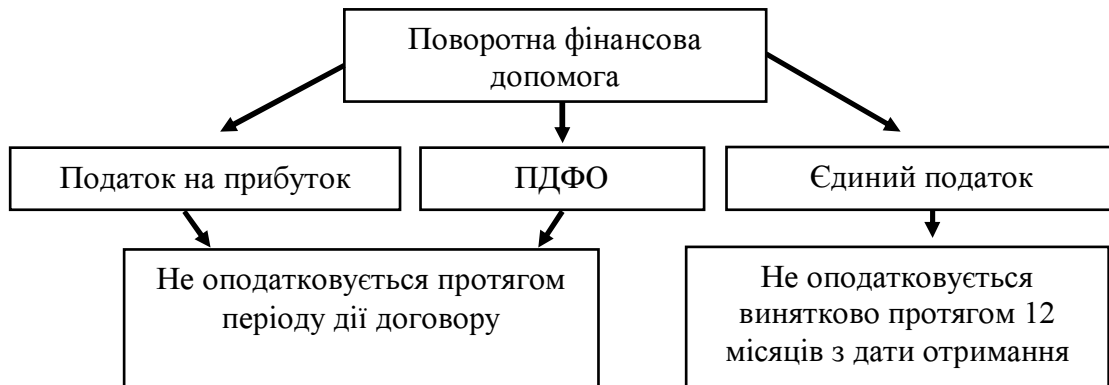 Поворотна фінансова
допомога
Податок на прибуток
ПДФО
Єдиний податок
Не оподатковується протягом
періоду дії договору
Не оподатковується
винятково протягом 12
місяців з дати отримання